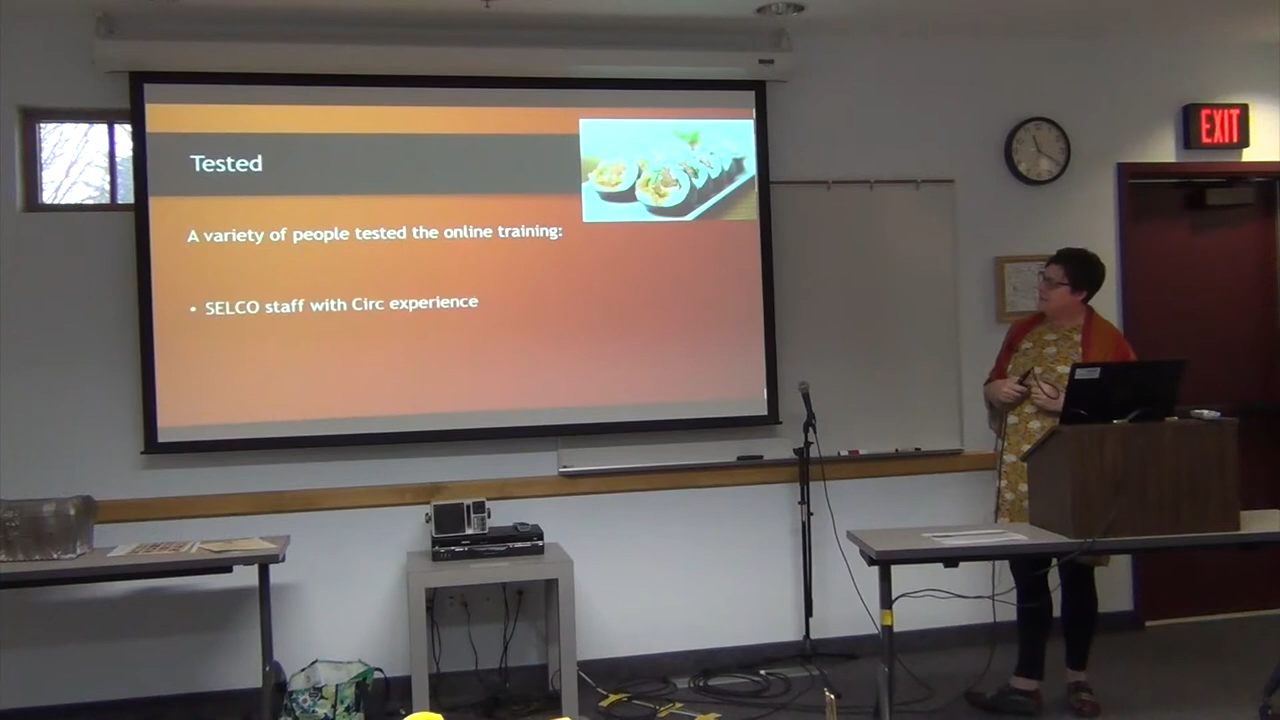 Tested
A variety of people tested the online training:
• SELCO staff with Circ experience
EXIT